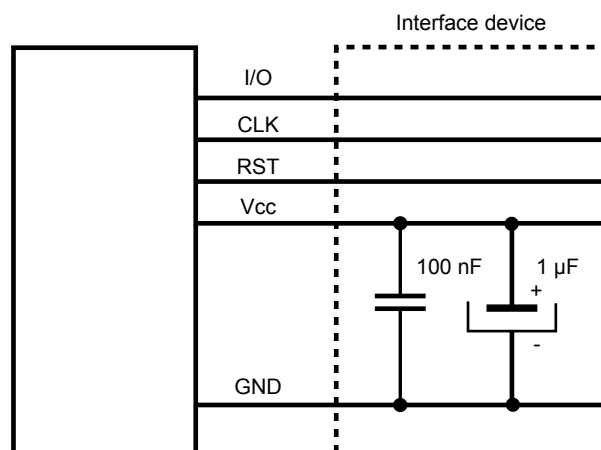 Interface device
I/O
CLK
RST
Vcc
100 nF
1 µF
+
-
GND